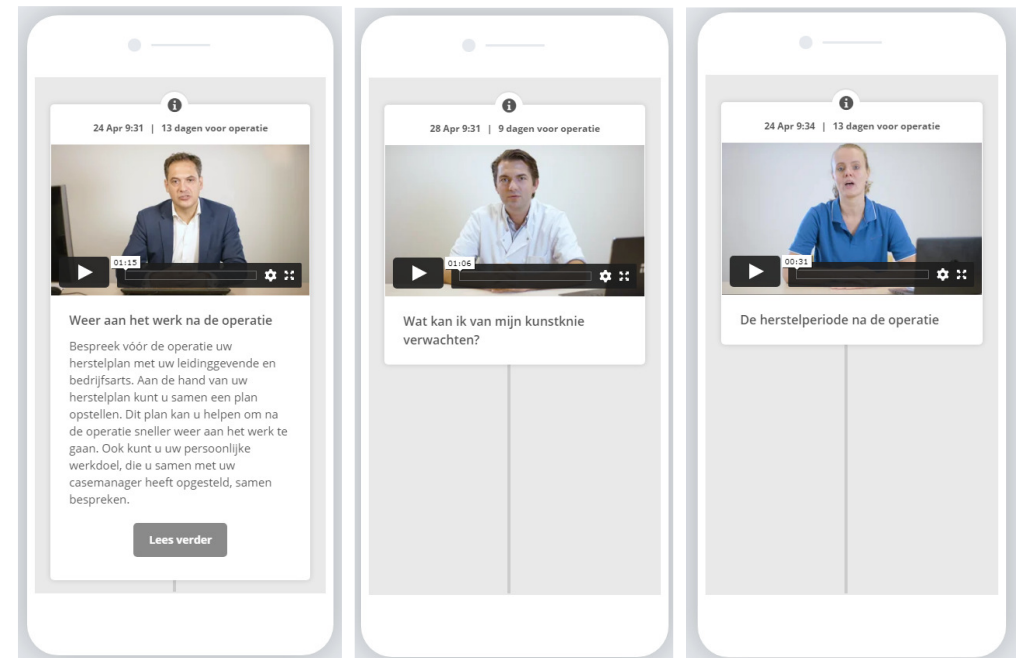 24 Apr 9:31 | 13 dagen voor operatie
01:15
Weer aan het werk na de operatie
Bespreek vóór de operatie uw
herstelplan met uw leidinggevende en
bedrijfsarts. Aan de hand van uw
herstelplan kunt u samen een plan
opstellen. Dit plan kan u helpen om na
de operatie sneller weer aan het werk te
gaan. Ook kunt u uw persoonlijke
werkdoel, die u samen met uw
casemanager heeft opgesteld, samen
bespreken.
Lees verder
28 Apr 9:31 | 9 dagen voor operatie
01:06
Wat kan ik van mijn kunstknie
verwachten?
24 Apr 9:34 | 13 dagen voor operatie
00:31
De herstelperiode na de operatie